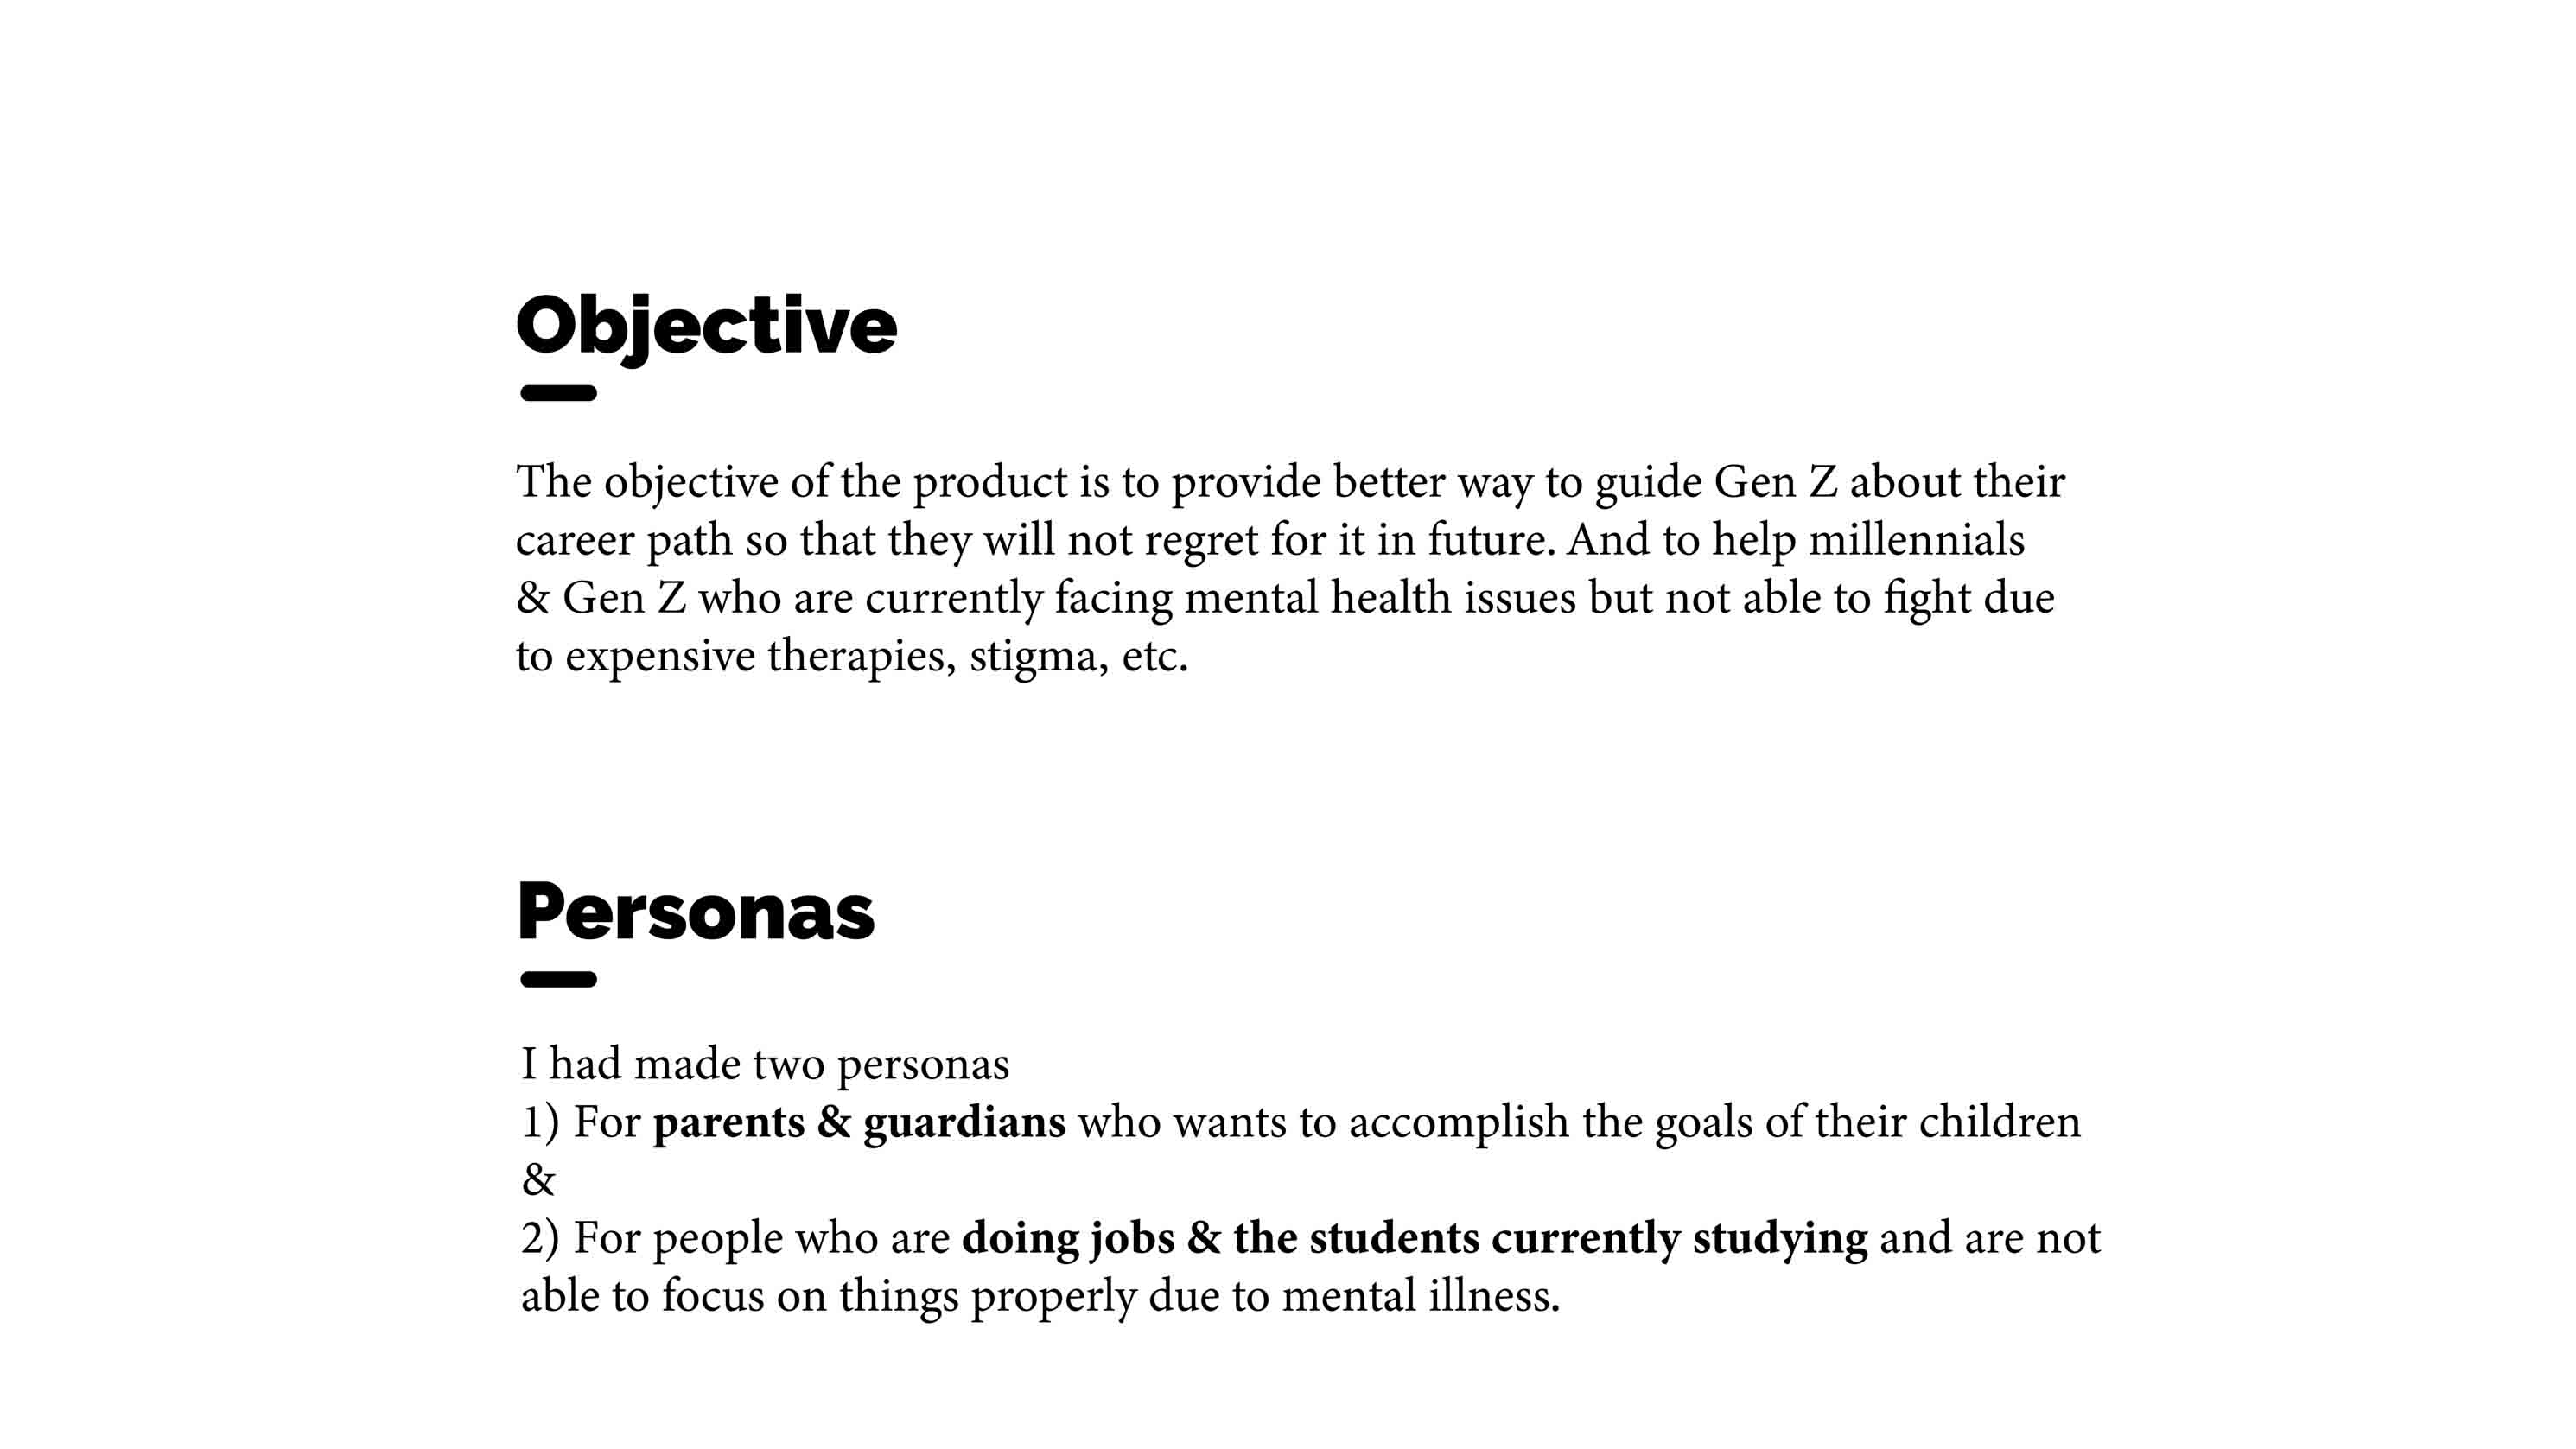 Objective
The objective of the product is to provide better way to guide Gen Z about their
career path so that they will not regret for it in future. And to help millennials
& Gen Z who are currently facing mental health issues but not able to fight due
to expensive therapies, stigma, etc.
Personas
I had made two personas
1) For parents & guardians who wants to accomplish the goals of their children
&
2) For people who are doing jobs & the students currently studying and are not
able to focus on things properly due to mental illness.